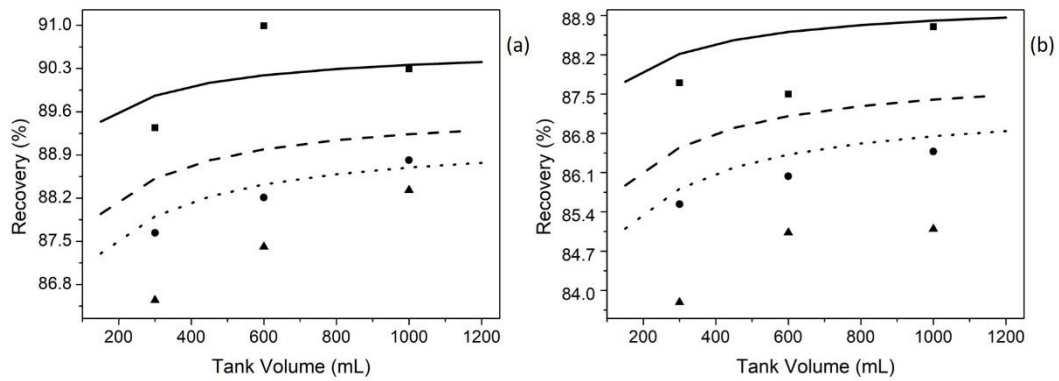 (a)
Recovery (%)
91.0
90.3
89.6
88.9
88.2
87.5
86.8
200 400 600 800 1000 1200
Tank Volume (mL)
(b)
Recovery (%)
88.9
88.2
87.5
86.8
86.1
85.4
84.7
84.0
200 400 600 800 1000 1200
Tank Volume (mL)